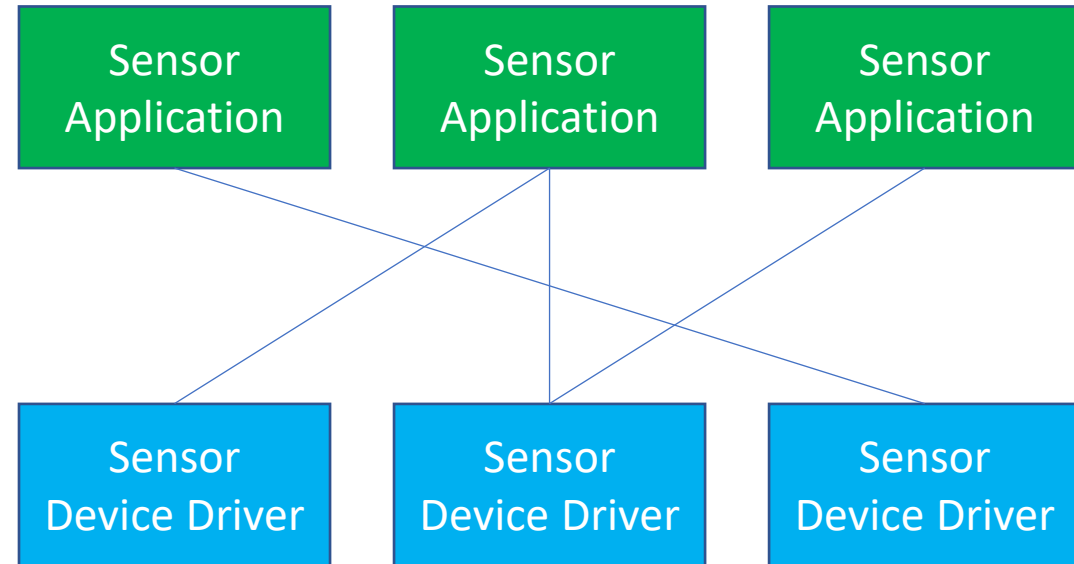 Sensor
Application
Sensor
Application
Sensor
Application
Sensor
Device Driver
Sensor
Device Driver
Sensor
Device Driver